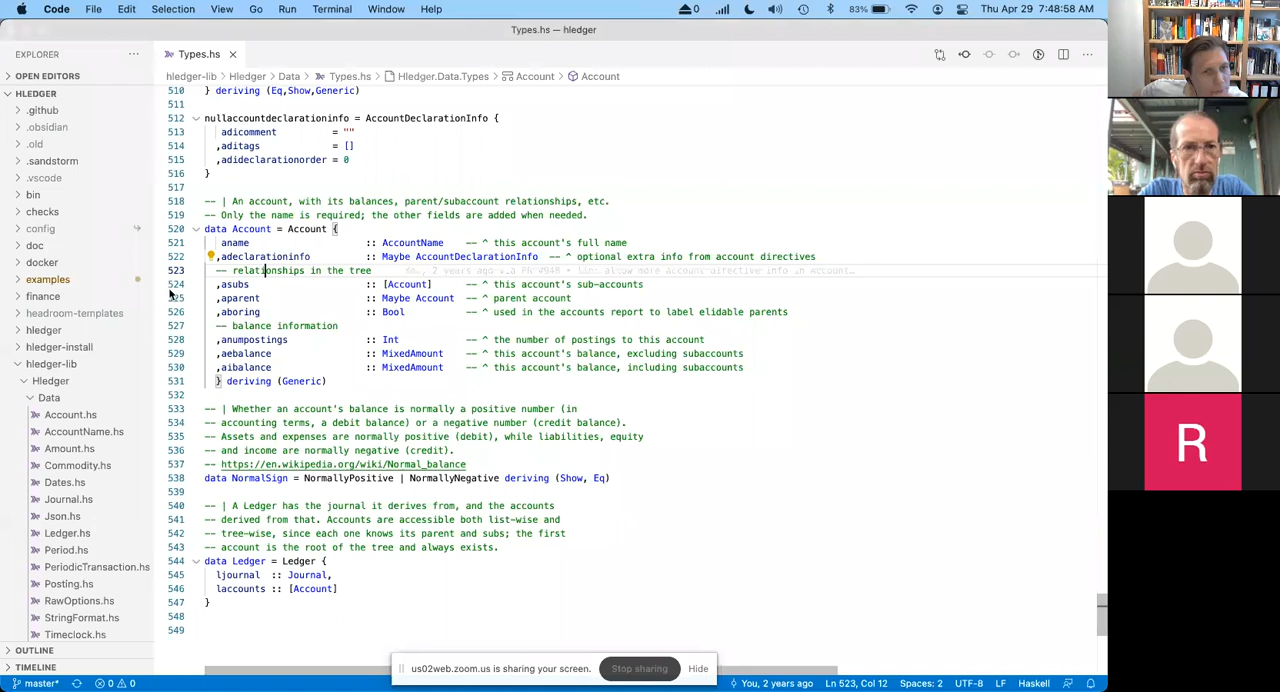 Code File Edit Selection View Go Run Terminal Window Help 0 83% Thu Apr 29 7:48:58 AM
Types.hs — hledger
EXPLORER
Types.hs
OPEN EDITORS
hledger-lib > Hledger > Data > Types.hs > Hledger.Data.Types > Account > Account
HLEDGER
.github
.obsidian
.old
.sandstorm
.vscode
bin
checks
config
doc
docker
examples
finance
headroom-templates
hledger
hledger-install
hledger-lib
Hledger
Data
Account.hs
AccountName.hs
Amount.hs
Commodity.hs
Dates.hs
Journal.hs
Json.hs
Ledger.hs
Period.hs
PeriodicTransaction.hs
Posting.hs
RawOptions.hs
StringFormat.hs
Timeclock.hs
OUTLINE
TIMELINE
510 } deriving (Eq,Show,Generic)
511
512 nullaccountdeclarationinfo = AccountDeclarationInfo {
513 adicomment = ""
514 ,aditags = []
515 ,adideclarationorder = 0
516 }
517
518 -- | An account, with its balances, parent/subaccount relationships, etc.
519 -- Only the name is required; the other fields are added when needed.
520 data Account = Account {
521 aname :: AccountName -- ^ this account's full name
522 ,adeclarationinfo :: Maybe AccountDeclarationInfo -- ^ optional extra info from account directives
523 -- relationships in the tree You, 2 years ago via PR #948 • lib: allow more account directive info in Account…
524 ,asubs :: [Account] -- ^ this account's sub-accounts
525 ,aparent :: Maybe Account -- ^ parent account
526 ,aboring :: Bool -- ^ used in the accounts report to label elidable parents
527 -- balance information
528 ,anumpostings :: Int -- ^ the number of postings to this account
529 ,aebalance :: MixedAmount -- ^ this account's balance, excluding subaccounts
530 ,aibalance :: MixedAmount -- ^ this account's balance, including subaccounts
531 } deriving (Generic)
532
533 -- | Whether an account's balance is normally a positive number (in
534 -- accounting terms, a debit balance) or a negative number (credit balance).
535 -- Assets and expenses are normally positive (debit), while liabilities, equity
536 -- and income are normally negative (credit).
537 -- https://en.wikipedia.org/wiki/Normal_balance
538 data NormalSign = NormallyPositive | NormallyNegative deriving (Show, Eq)
539
540 -- | A Ledger has the journal it derives from, and the accounts
541 -- derived from that. Accounts are accessible both list-wise and
542 -- tree-wise, since each one knows its parent and subs; the first
543 -- account is the root of the tree and always exists.
544 data Ledger = Ledger {
545 ljournal :: Journal,
546 laccounts :: [Account]
547 }
548
549
us02web.zoom.us is sharing your screen. Stop sharing Hide
master* 0 0 You, 2 years ago Ln 523, Col 12 Spaces: 2 UTF-8 LF Haskell
R